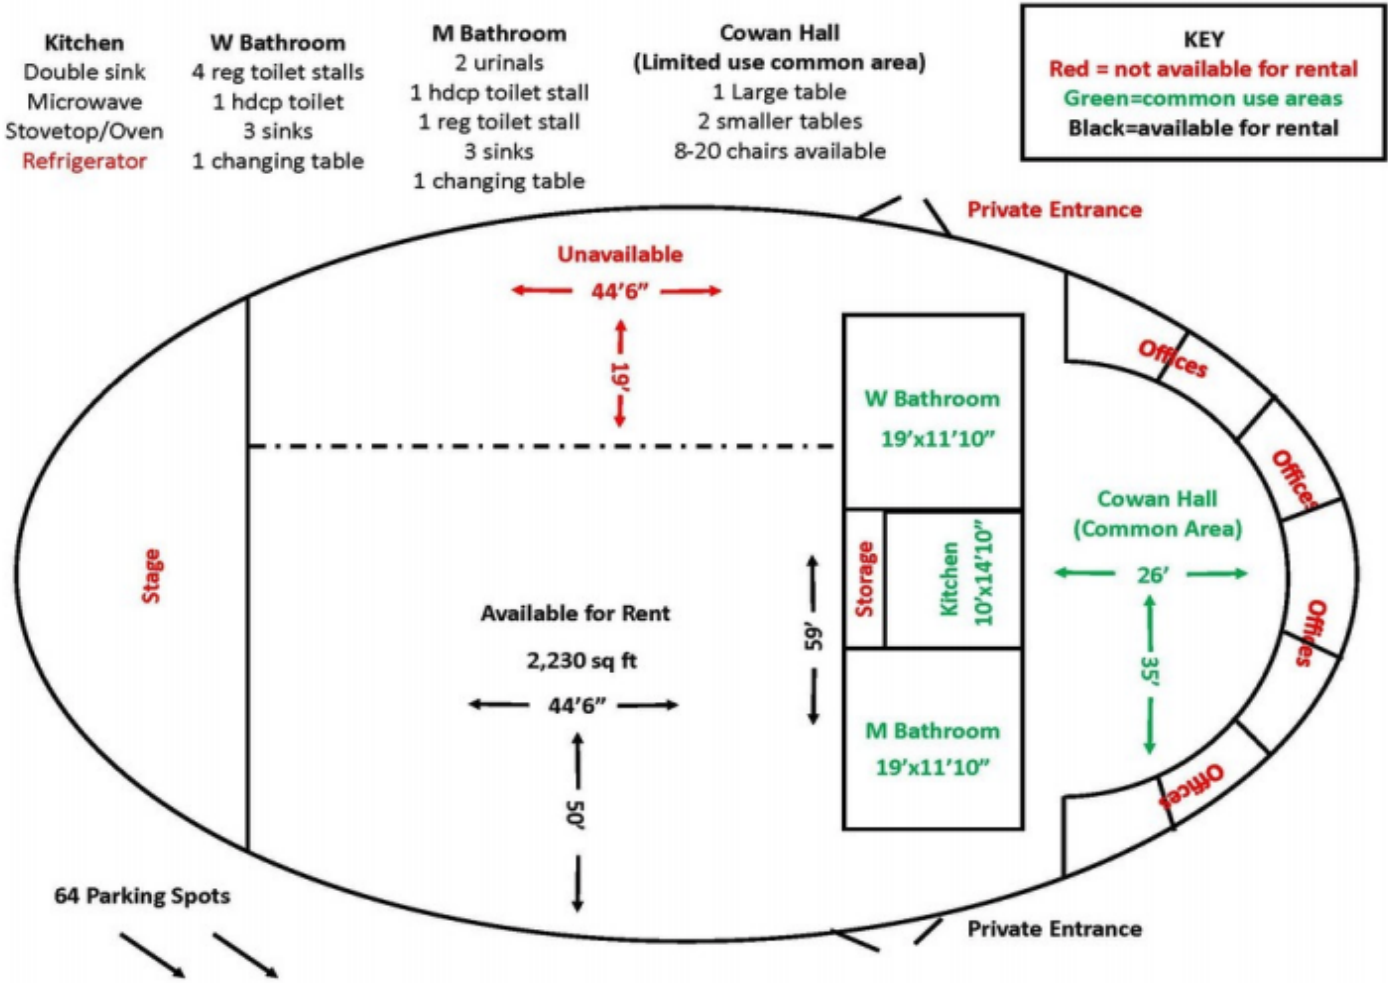 Kitchen
Double sink
Microwave
Stovetop/Oven
Refrigerator
W Bathroom
4 reg toilet stalls
1 hdcp toilet
3 sinks
1 changing table
M Bathroom
2 urinals
1 hdcp toilet stall
1 reg toilet stall
3 sinks
1 changing table
Cowan Hall
(Limited use common area)
1 Large table
2 smaller tables
8-20 chairs available
KEY
Red = not available for rental
Green=common use areas
Black=available for rental
Private Entrance
Unavailable
44'6"
19'
Offices
W Bathroom
19'x11'10"
Offices
Cowan Hall
(Common Area)
26'
35'
Stage
Storage
Kitchen
10'x14'10"
59'
Offices
Available for Rent
2,230 sq ft
44'6"
50'
M Bathroom
19'x11'10"
Offices
64 Parking Spots
Private Entrance